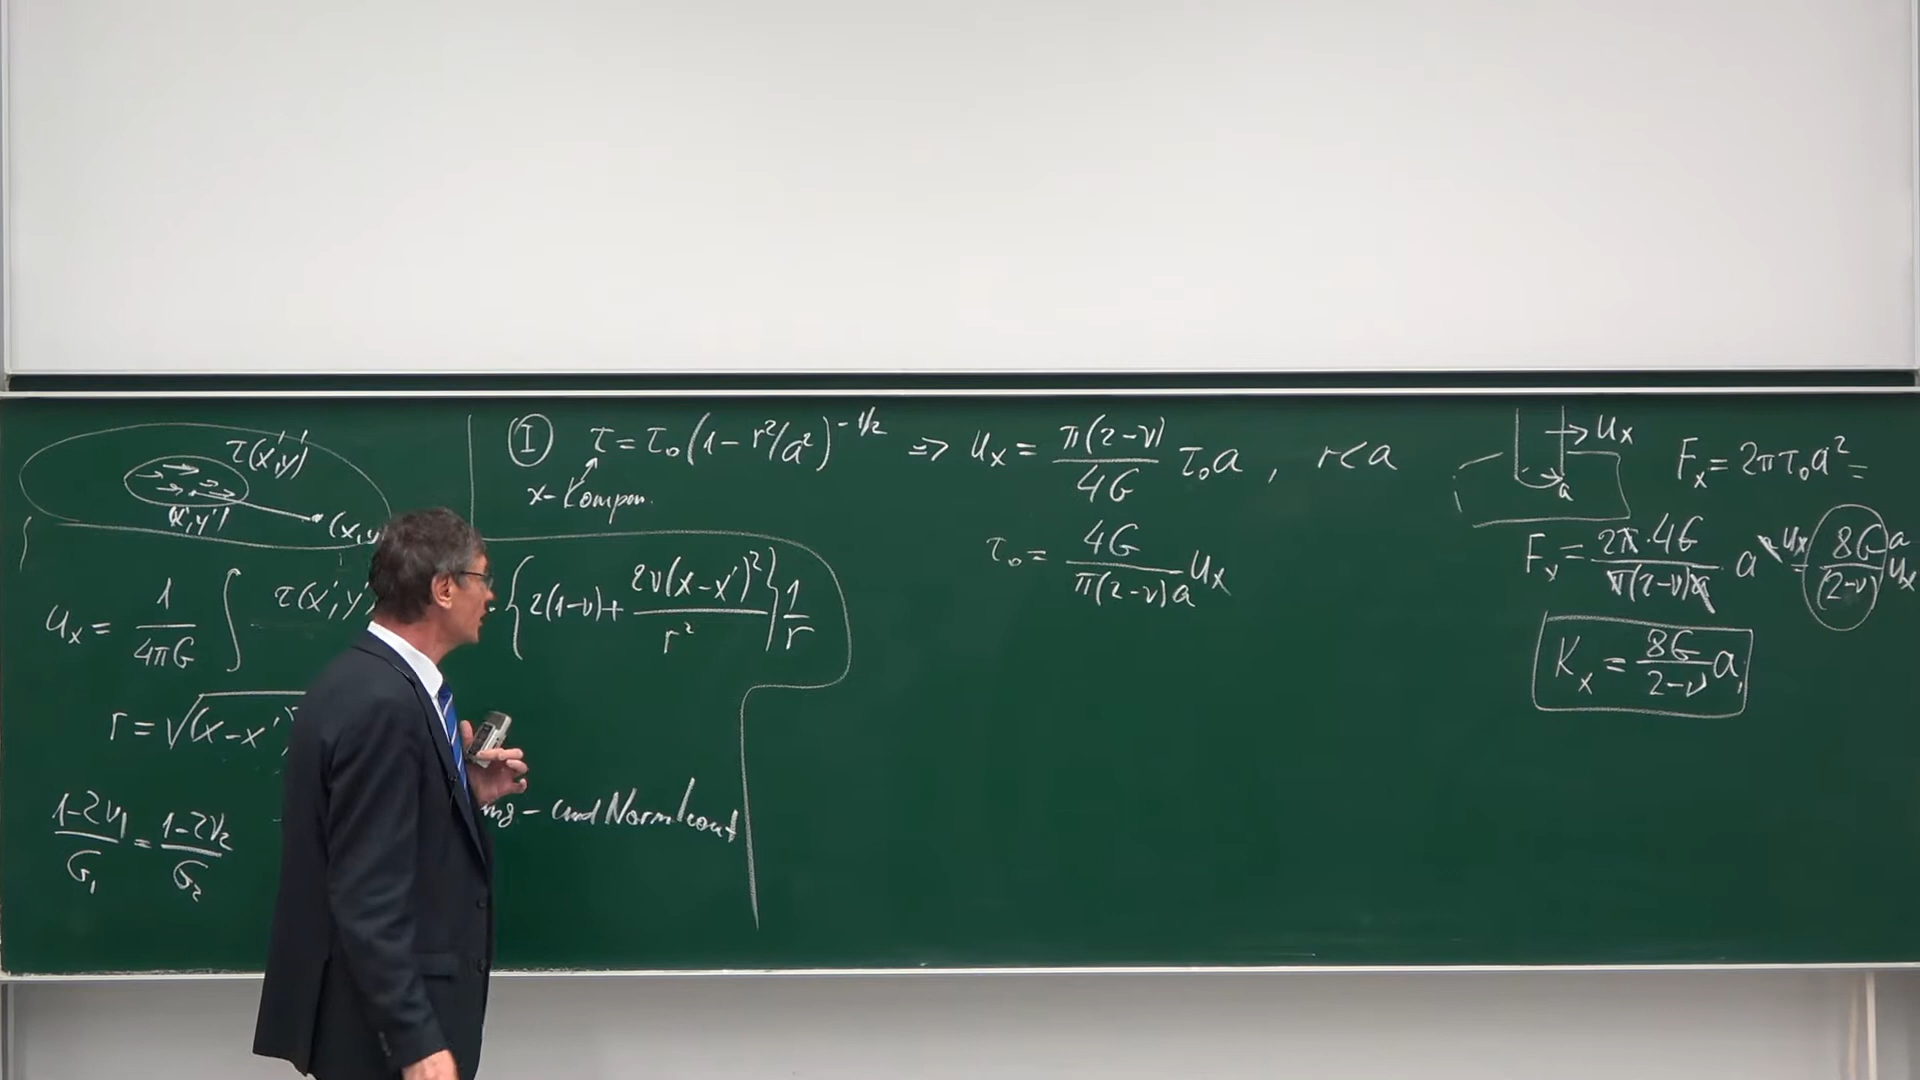 τ(x',y')
(x',y')
(x,y
u_x = 1/(4πG) ∫ τ(x',y' · {2(1-ν) + 2ν(x-x')²/r²} 1/r
r = √(x-x')
(1-2ν₁)/G₁ = (1-2ν₂)/G₂
ng- und Normalkont
Ⓘ τ = τ₀(1 - r²/a²)^(-1/2) ⇒ u_x = π(2-ν)/(4G) τ₀a, r<a
x-Kompon.
τ₀ = 4G/(π(2-ν)a) u_x
→ u_x
a
F_x = 2πτ₀a² =
F_x = 2π·4G/(π(2-ν)a) · a² u_x = 8G/(2-ν) a u_x
K_x = 8G/(2-ν) a,